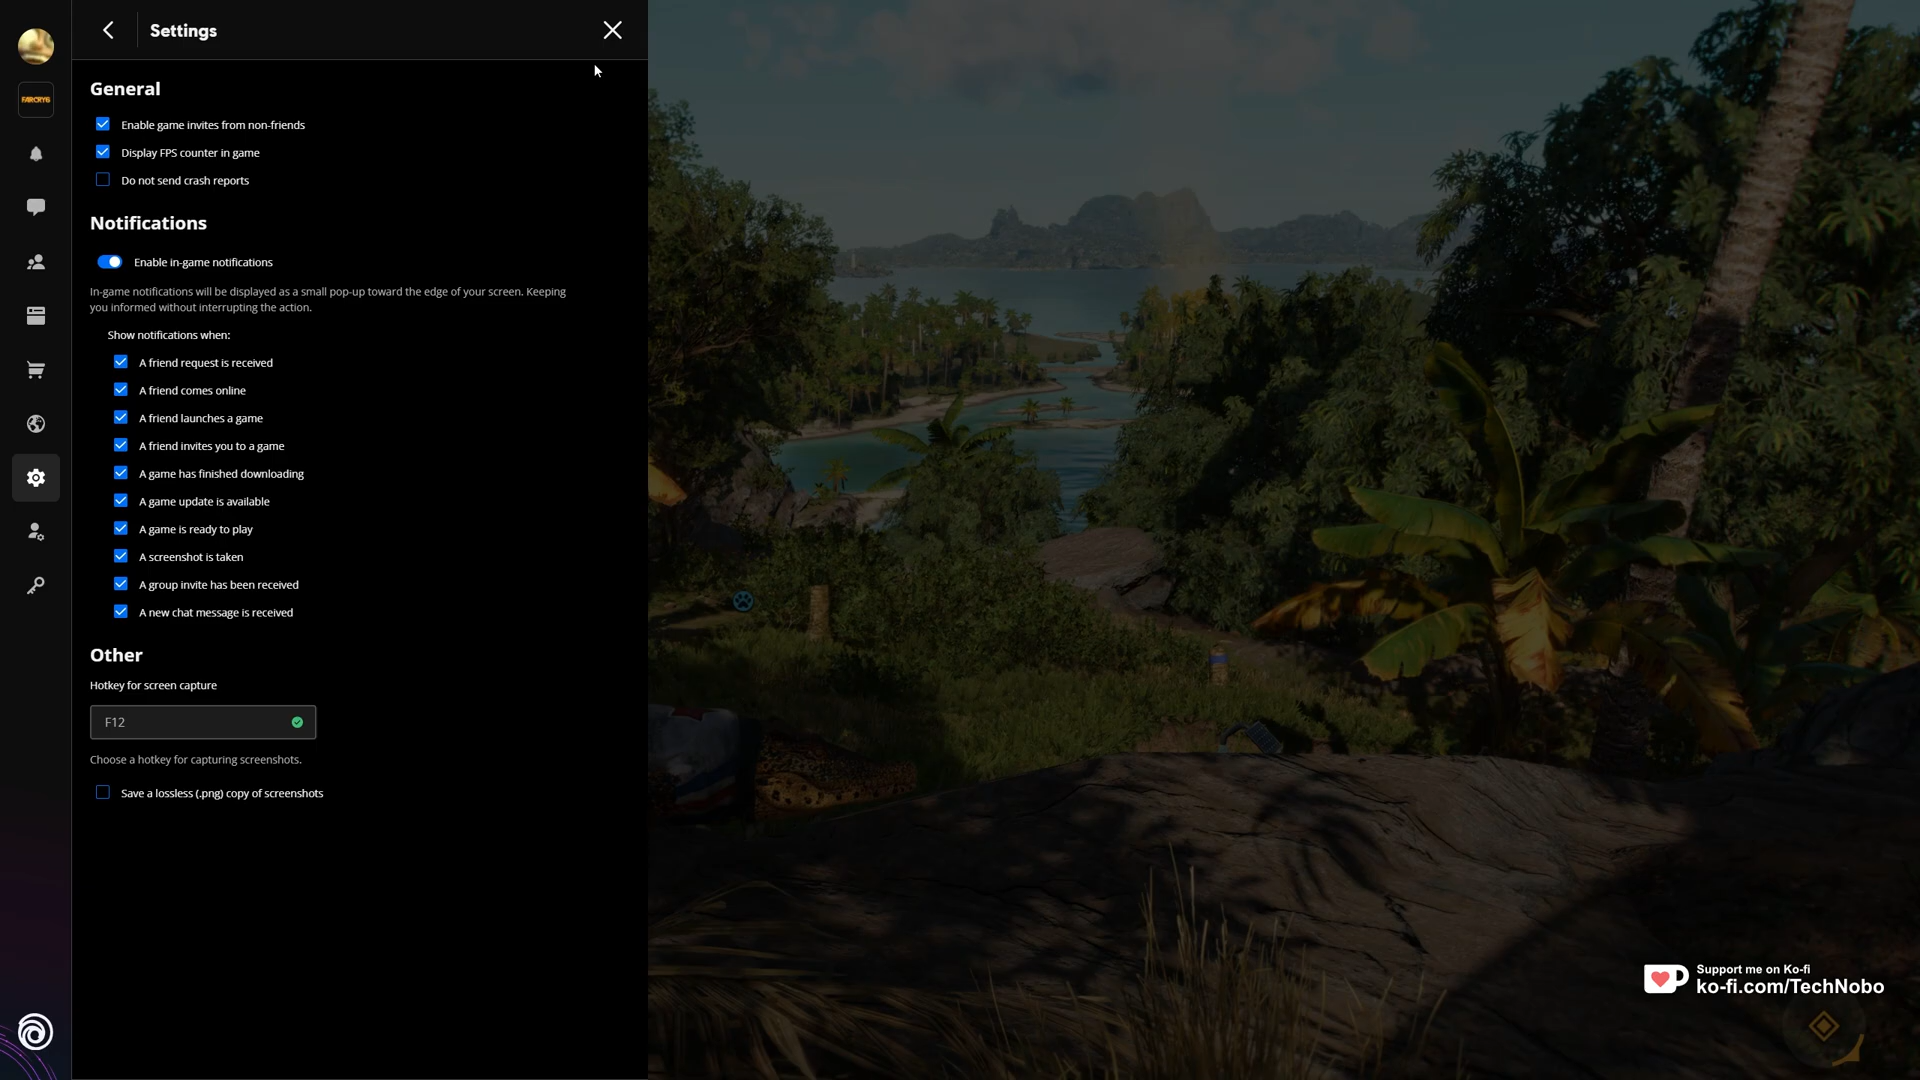 Settings
FARCRY6
General
Enable game invites from non-friends
Display FPS counter in game
Do not send crash reports
Notifications
Enable in-game notifications
In-game notifications will be displayed as a small pop-up toward the edge of your screen. Keeping
you informed without interrupting the action.
Show notifications when:
A friend request is received
A friend comes online
A friend launches a game
A friend invites you to a game
A game has finished downloading
A game update is available
A game is ready to play
A screenshot is taken
A group invite has been received
A new chat message is received
Other
Hotkey for screen capture
F12
Choose a hotkey for capturing screenshots.
Save a lossless (.png) copy of screenshots
Support me on Ko-fi
ko-fi.com/TechNobo